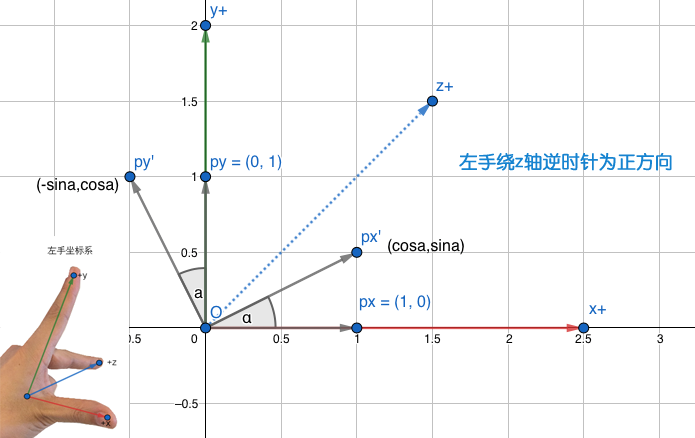 y+
2
z+
1.5
左手绕z轴逆时针为正方向
py'
py = (0, 1)
1
(-sina,cosa)
px'
(cosa,sina)
0.5
左手坐标系
+y
a
O
px = (1, 0)
x+
α
0.5
0
0.5
1
1.5
2
2.5
3
+z
−0.5
+x